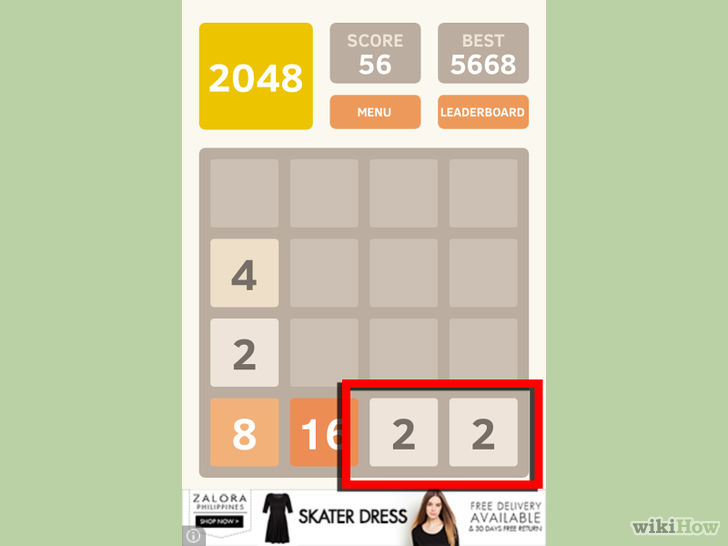 2048
SCORE
56
BEST
5668
MENU
LEADERBOARD
4
2
8 16 2 2
ZALORA
PHILIPPINES
SHOP NOW >
SKATER DRESS
FREE DELIVERY
AVAILABLE
& 30 DAYS FREE RETURN
wikiHow